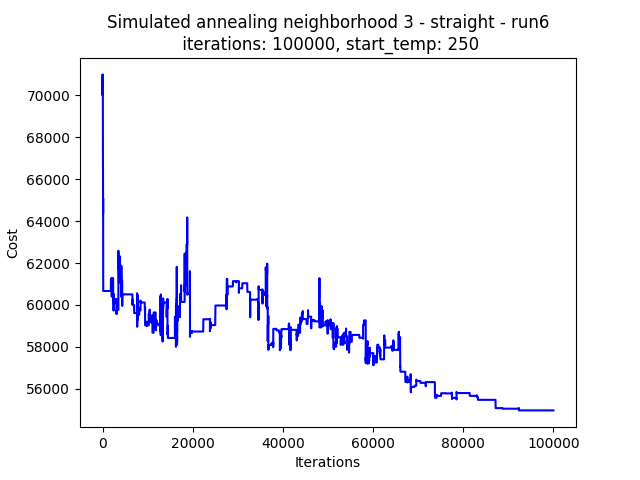 Simulated annealing neighborhood 3 - straight - run6
iterations: 100000, start_temp: 250
70000
68000
66000
64000
62000
60000
58000
56000
Cost
0 20000 40000 60000 80000 100000
Iterations